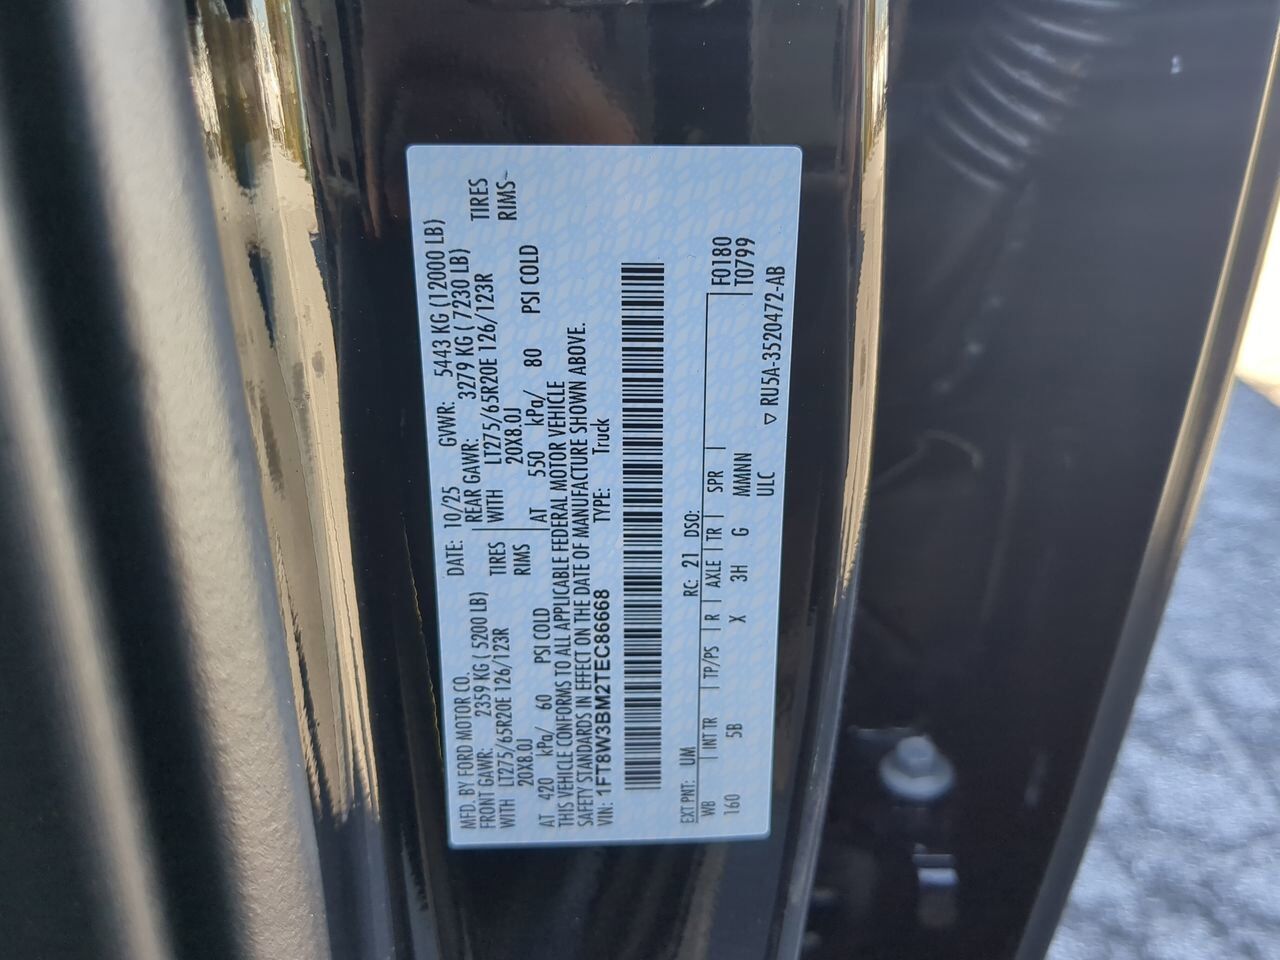 MFD. BY FORD MOTOR CO. DATE: 10/25 GVWR: 5443 KG (12000 LB)
FRONT GAWR: 2359 KG ( 5200 LB) REAR GAWR: 3279 KG ( 7230 LB)
WITH LT275/65R20E 126/123R TIRES WITH LT275/65R20E 126/123R TIRES
20X8.0J RIMS 20X8.0J RIMS
AT 420 kPa/ 60 PSI COLD AT 550 kPa/ 80 PSI COLD
THIS VEHICLE CONFORMS TO ALL APPLICABLE FEDERAL MOTOR VEHICLE
SAFETY STANDARDS IN EFFECT ON THE DATE OF MANUFACTURE SHOWN ABOVE.
VIN: 1FT8W3BM2TEC86668 TYPE: Truck
EXT PNT: UM RC: 21 DSO: F0180
WB INT TR TP/PS R AXLE TR SPR T0799
160 5B X 3H G MMNN
ULC ▽ RU5A-3520472-AB